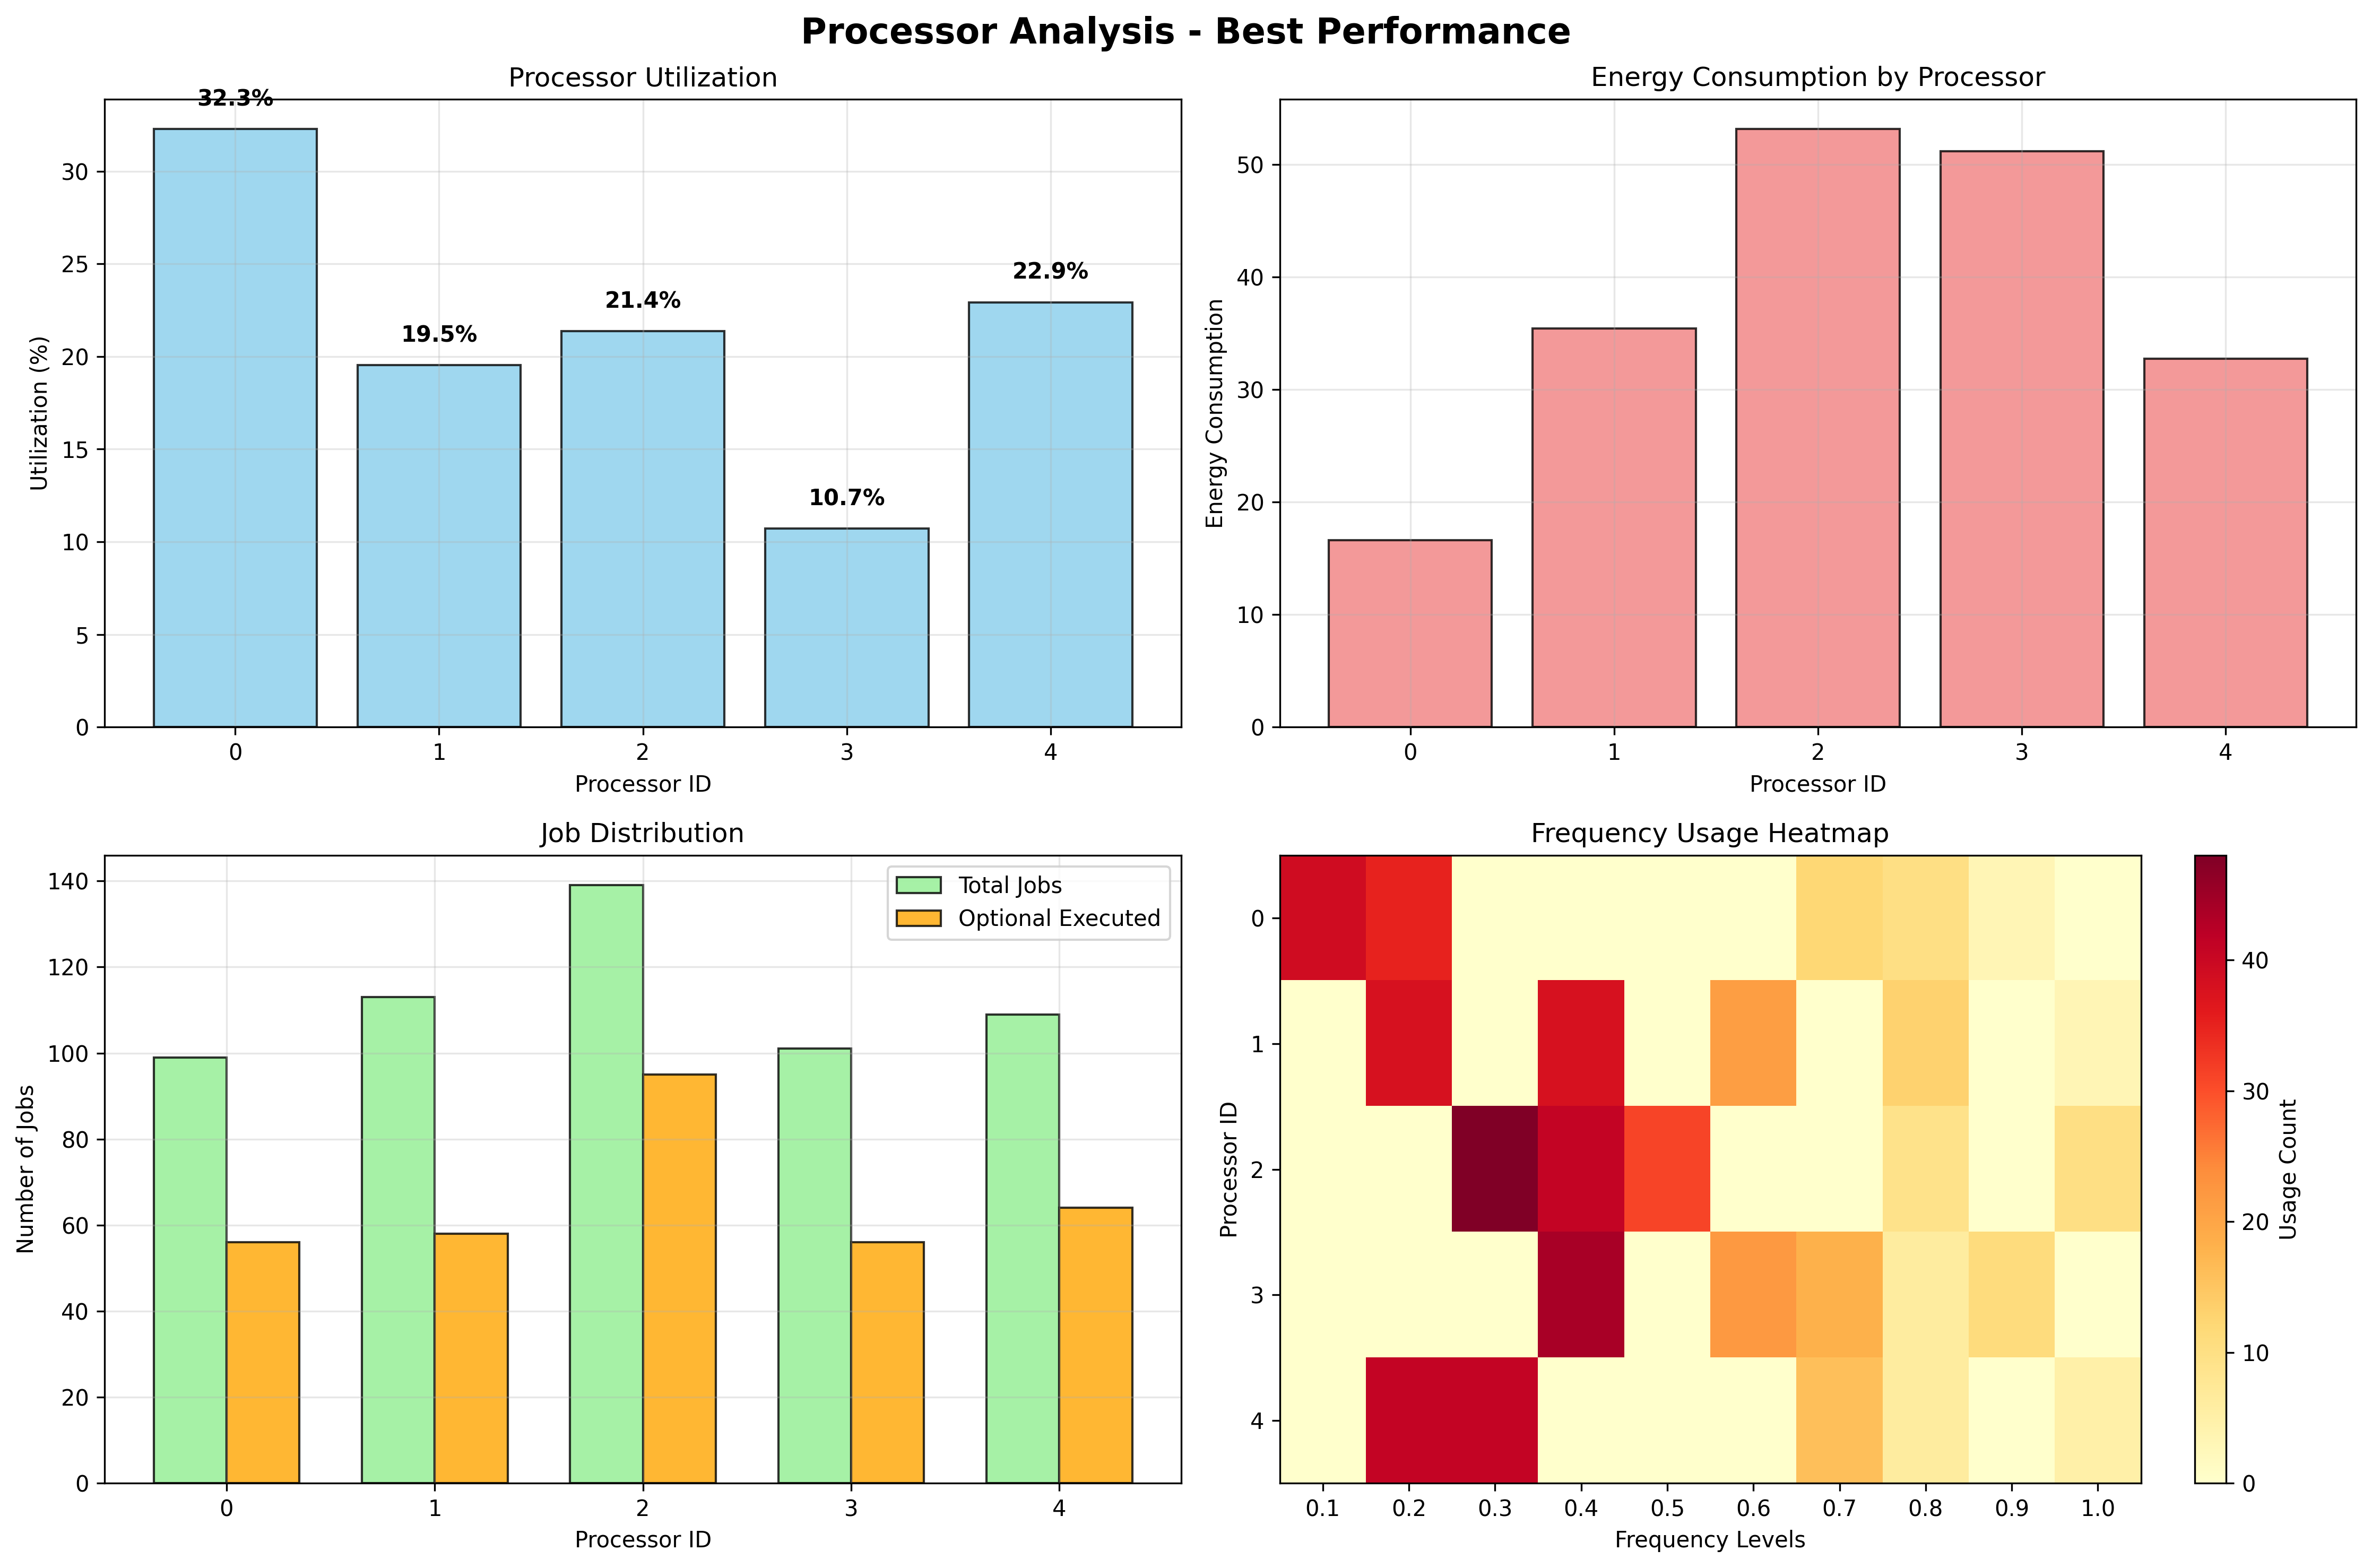 Processor Analysis - Best Performance
Processor Utilization
32.3%
19.5%
21.4%
10.7%
22.9%
Utilization (%)
30
25
20
15
10
5
0
0 1 2 3 4
Processor ID
Energy Consumption by Processor
Energy Consumption
50
40
30
20
10
0
0 1 2 3 4
Processor ID
Job Distribution
Total Jobs
Optional Executed
Number of Jobs
140
120
100
80
60
40
20
0
0 1 2 3 4
Processor ID
Frequency Usage Heatmap
Processor ID
0
1
2
3
4
0.1 0.2 0.3 0.4 0.5 0.6 0.7 0.8 0.9 1.0
Frequency Levels
40
30
20
10
0
Usage Count